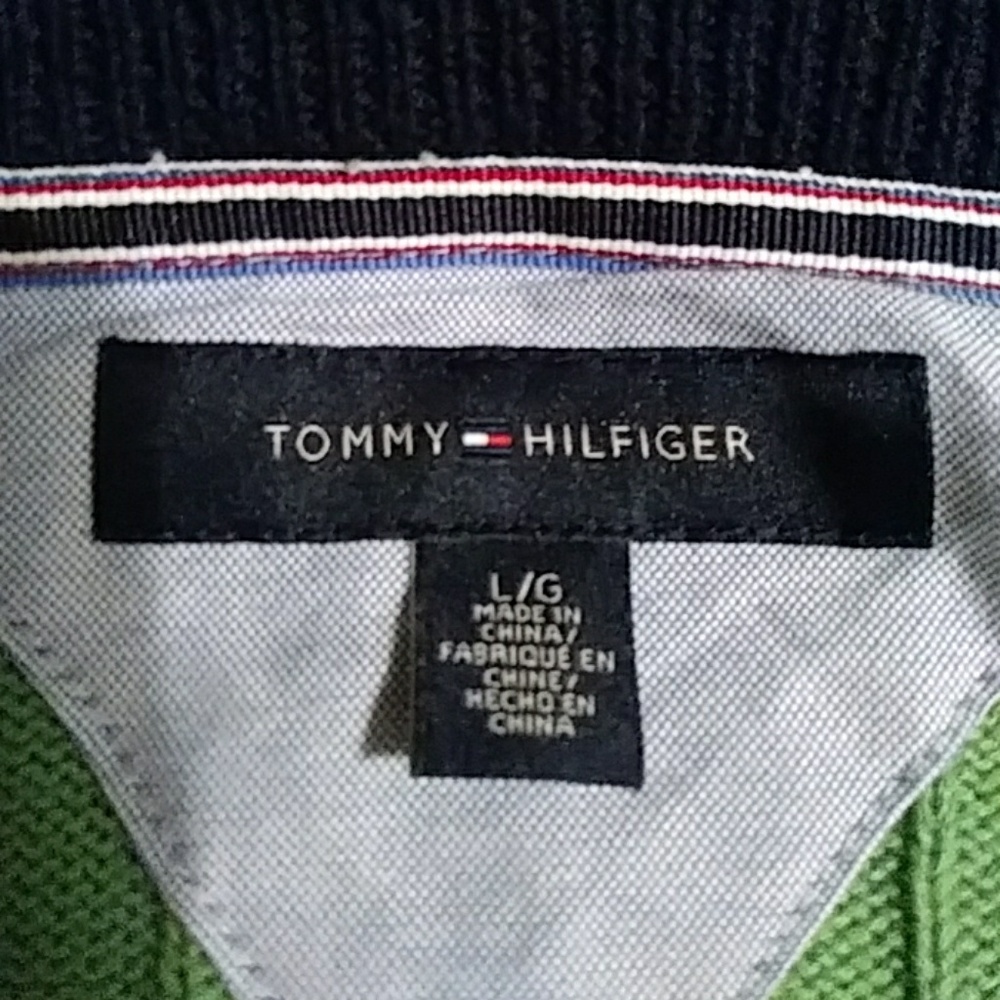 TOMMY HILFIGER
L/G
MADE IN
CHINA/
FABRIQUÉ EN
CHINE/
HECHO EN
CHINA